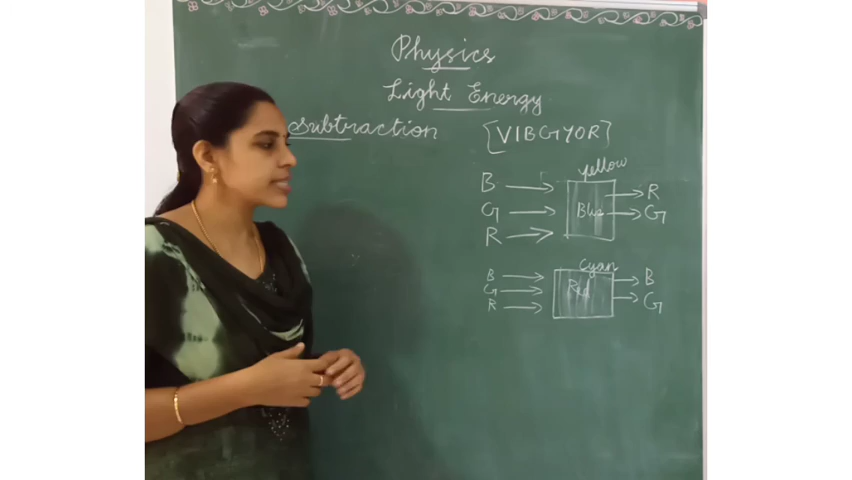 Physics
Light Energy
Subtraction [VIBGYOR]
yellow
B → Blue → R
G → → G
R →
Cyan
B → Red → B
G → → G
R →